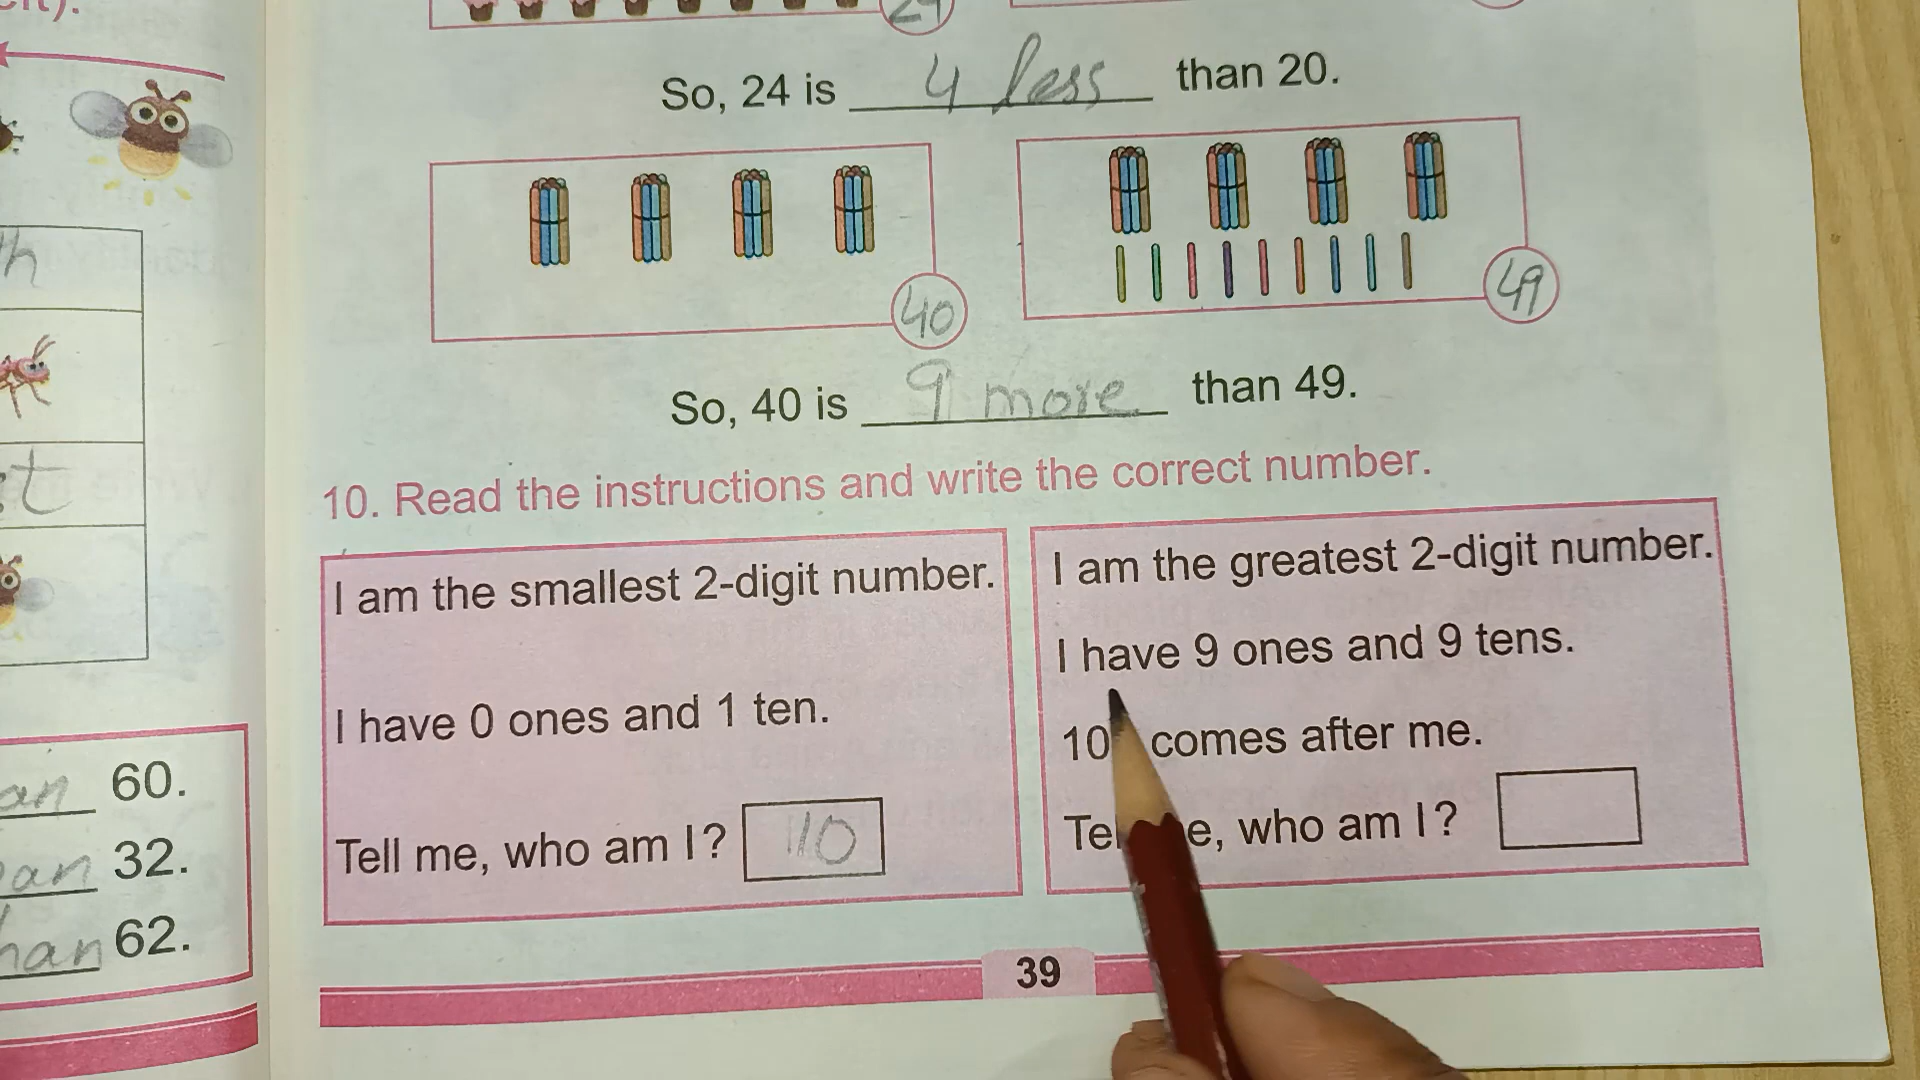 So, 24 is 4 less than 20.
40
49
So, 40 is 9 more than 49.
10. Read the instructions and write the correct number.
I am the smallest 2-digit number.
I have 0 ones and 1 ten.
Tell me, who am I? 10
I am the greatest 2-digit number.
I have 9 ones and 9 tens.
comes after me.
who am I?
60.
32.
62.
39